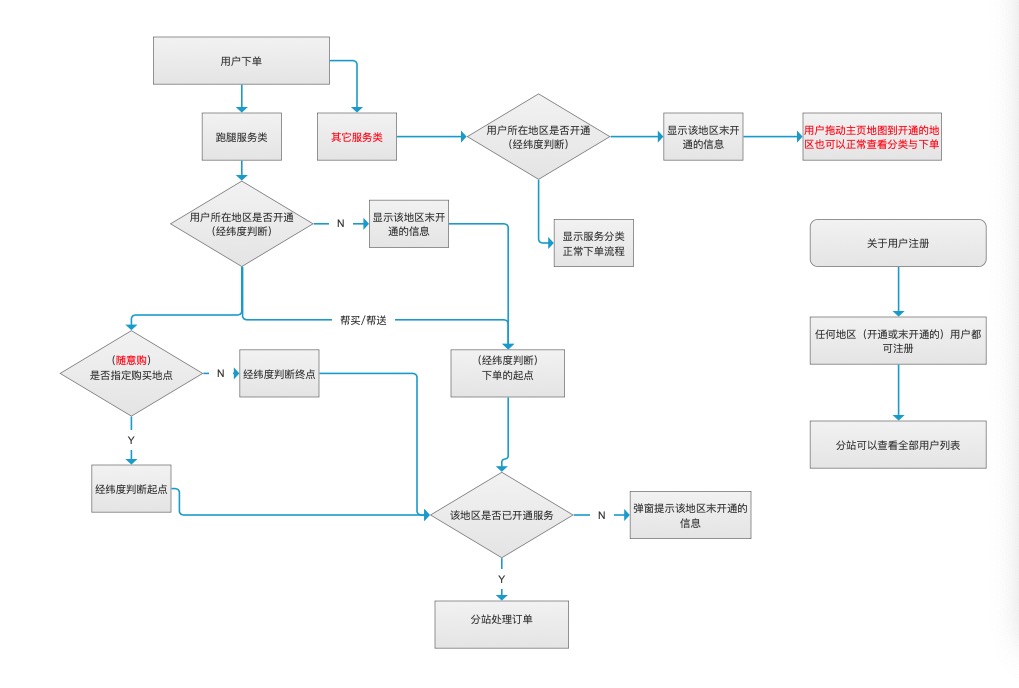 用户下单
跑腿服务类
其它服务类
用户所在地区是否开通
（经纬度判断）
显示该地区末开
通的信息
用户拖动主页地图到开通的地
区也可以正常查看分类与下单
用户所在地区是否开通
（经纬度判断）
N
显示该地区末开
通的信息
显示服务分类
正常下单流程
关于用户注册
帮买/帮送
任何地区（开通或末开通的）用户都
可注册
（随意购）
是否指定购买地点
N
经纬度判断终点
（经纬度判断）
下单的起点
Y
分站可以查看全部用户列表
经纬度判断起点
该地区是否已开通服务
N
弹窗提示该地区末开通的
信息
Y
分站处理订单